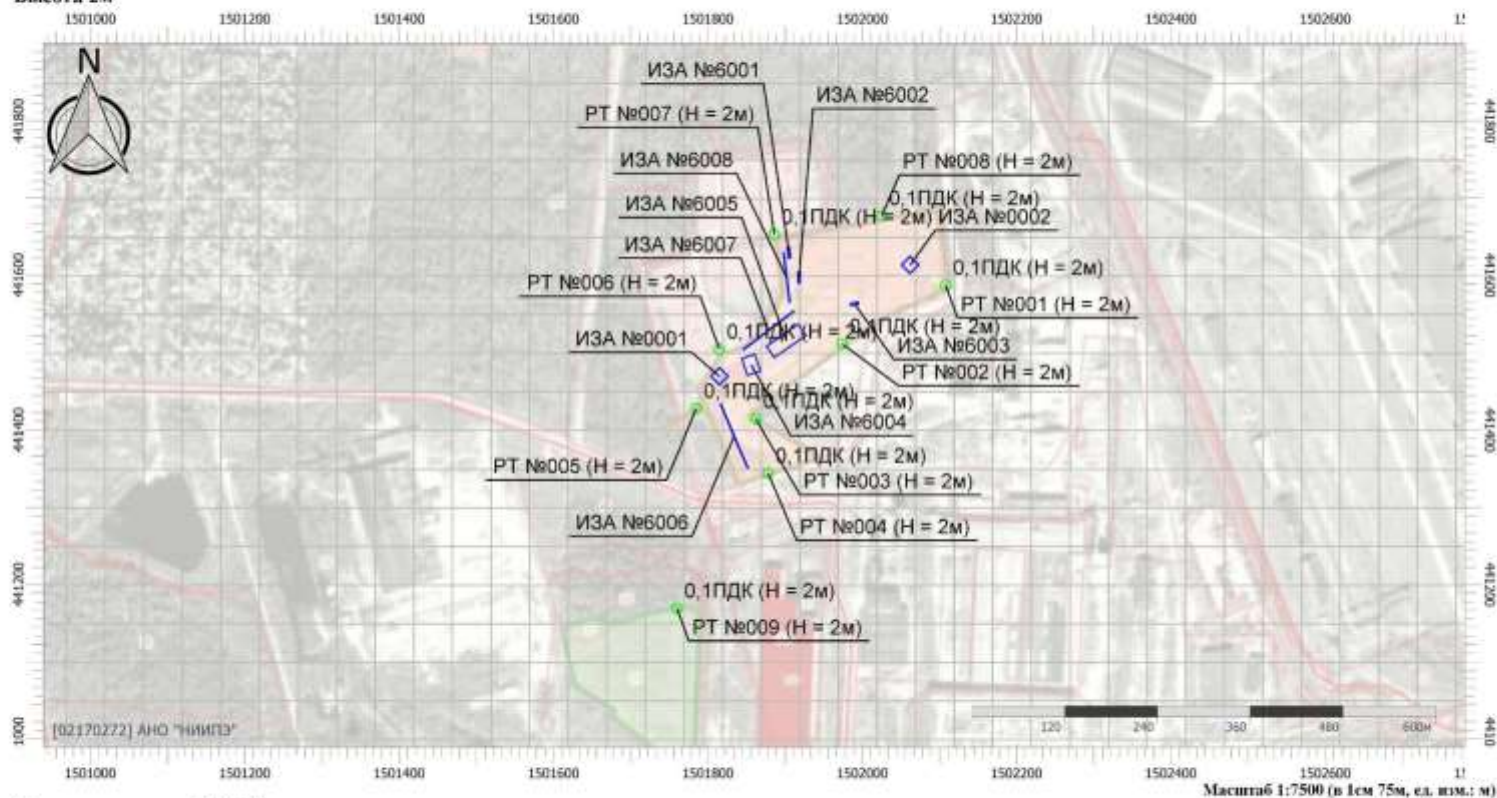 1501000 1501200 1501400 1501600 1501800 1502000 1502200 1502400 1502600
N
ИЗА №6001
ИЗА №6002
РТ №007 (H = 2м)
441800
441800
ИЗА №6008
РТ №008 (H = 2м)
0,1ПДК (H = 2м)
ИЗА №6005
0,1ПДК (H = 2м)
ИЗА №0002
ИЗА №6007
0,1ПДК (H = 2м)
РТ №006 (H = 2м)
441600
441600
РТ №001 (H = 2м)
0,1ПДК (H = 2м)
0,1ПДК (H = 2м)
ИЗА №0001
ИЗА №6003
РТ №002 (H = 2м)
0,1ПДК (H = 2м)
0,1ПДК (H = 2м)
ИЗА №6004
441400
441400
0,1ПДК (H = 2м)
РТ №005 (H = 2м)
РТ №003 (H = 2м)
ИЗА №6006
РТ №004 (H = 2м)
441200
441200
0,1ПДК (H = 2м)
РТ №009 (H = 2м)
[02170272] АНО "НИИПЭ"
120 240 360 480 600м
1501000 1501200 1501400 1501600 1501800 1502000 1502200 1502400 1502600
Масштаб 1:7500 (в 1см 75м, ед. изм.: м)